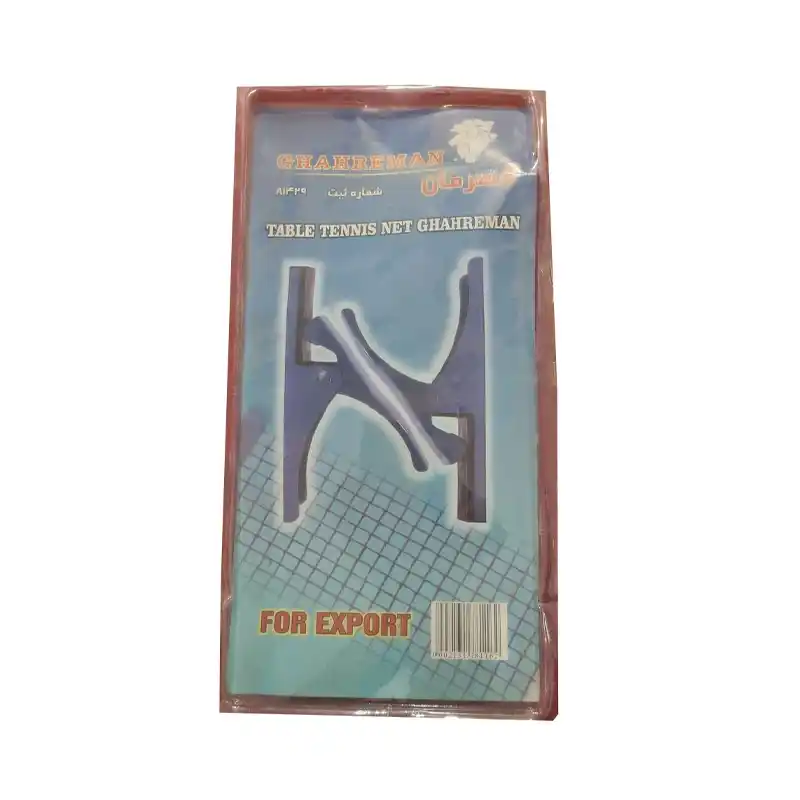 GHAHREMAN
قهرمان
شماره ثبت ۸۱۴۲۹
TABLE TENNIS NET GHAHREMAN
FOR EXPORT